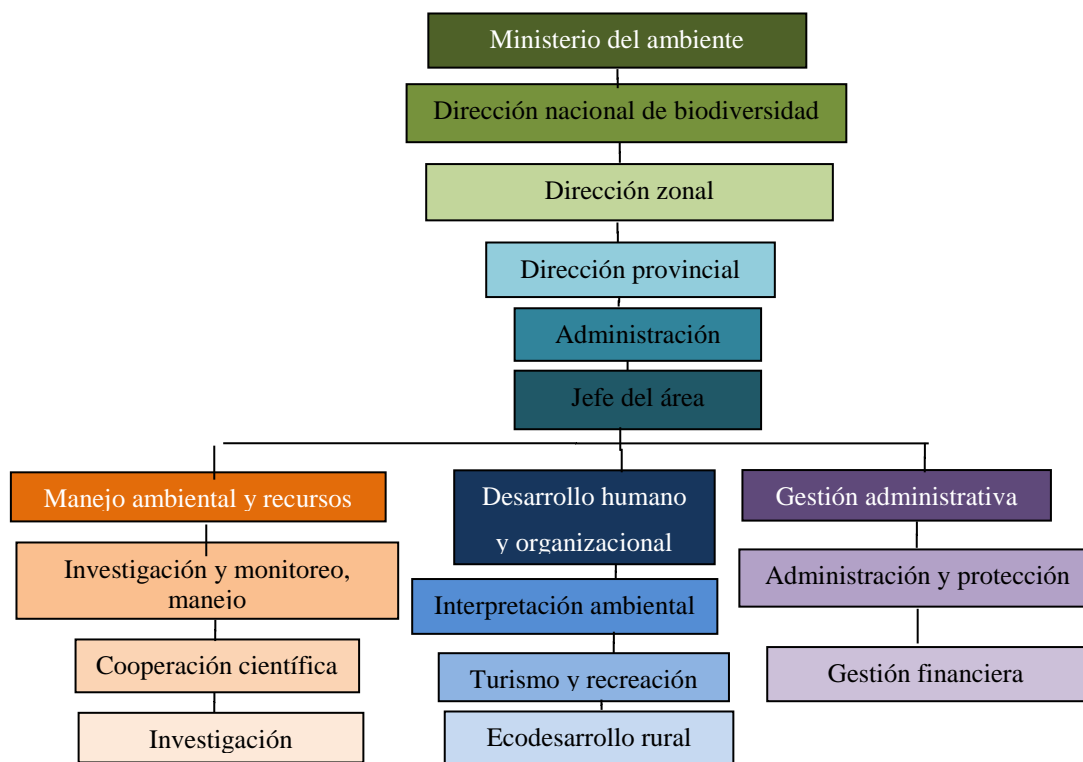 Ministerio del ambiente
Dirección nacional de biodiversidad
Dirección zonal
Dirección provincial
Administración
Jefe del área
Manejo ambiental y recursos
Investigación y monitoreo,
manejo
Cooperación científica
Investigación
Desarrollo humano
y organizacional
Interpretación ambiental
Turismo y recreación
Ecodesarrollo rural
Gestión administrativa
Administración y protección
Gestión financiera